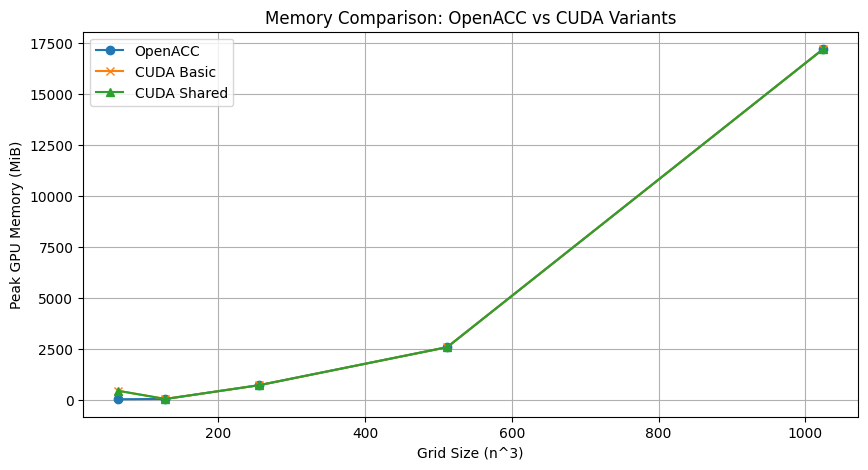 Memory Comparison: OpenACC vs CUDA Variants
OpenACC
CUDA Basic
CUDA Shared
Peak GPU Memory (MiB)
17500
15000
12500
10000
7500
5000
2500
0
200
400
600
800
1000
Grid Size (n^3)